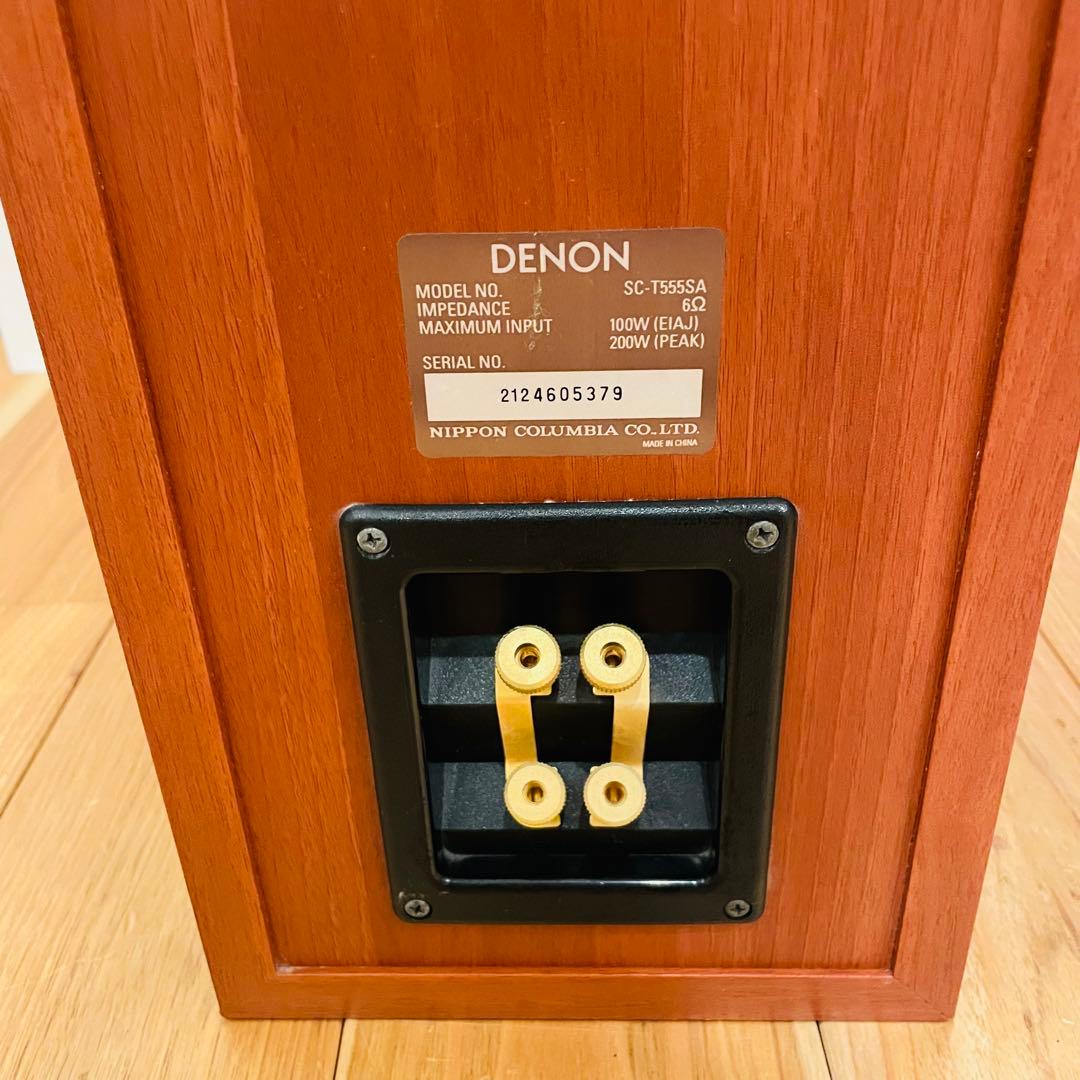 DENON
MODEL NO. SC-T555SA
IMPEDANCE 6Ω
MAXIMUM INPUT 100W (EIAJ)
200W (PEAK)
SERIAL NO.
2124605379
NIPPON COLUMBIA CO.,LTD.
MADE IN CHINA